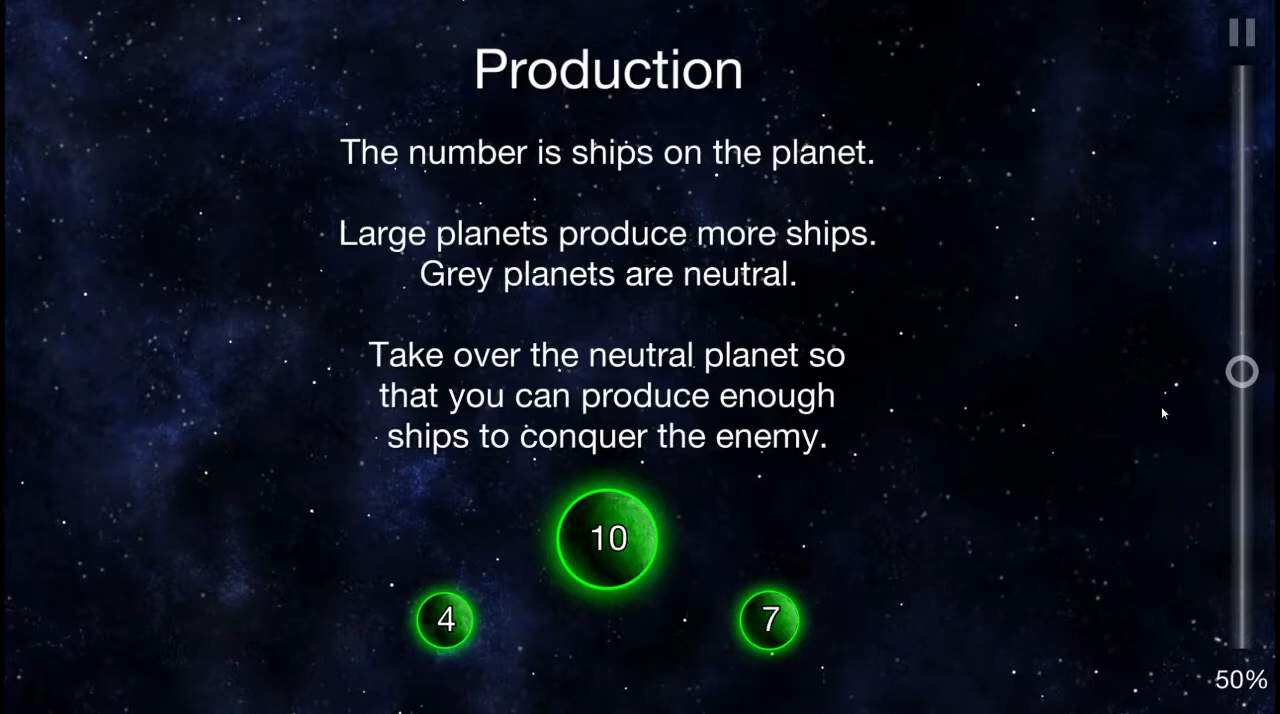 Production
The number is ships on the planet.
Large planets produce more ships.
Grey planets are neutral.
Take over the neutral planet so
that you can produce enough
ships to conquer the enemy.
10
4
7
50%